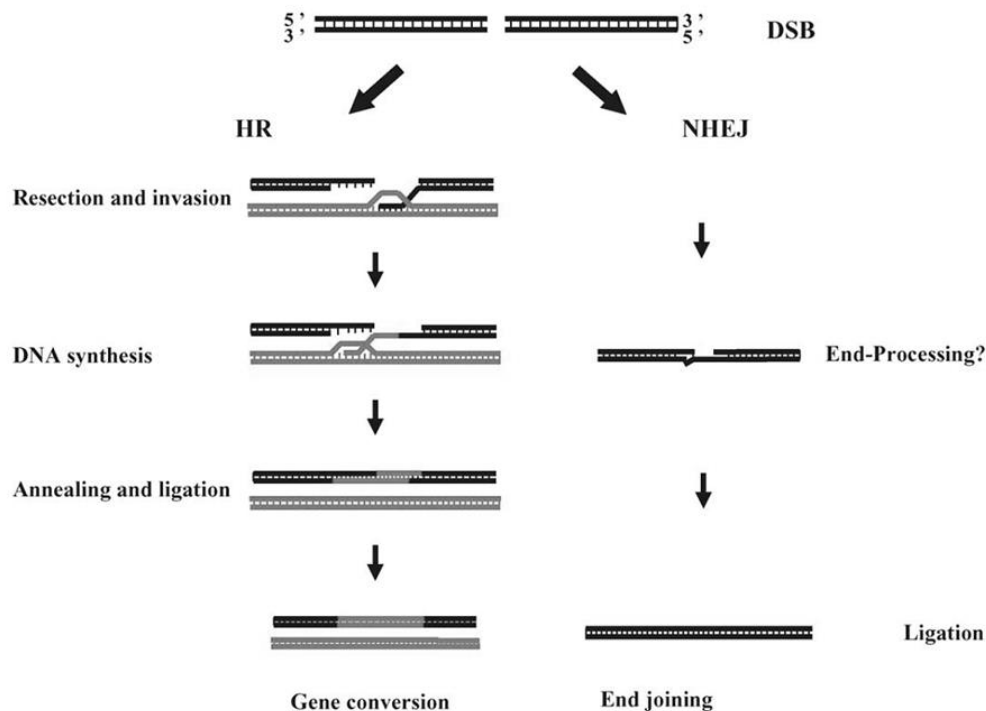 5’ 3’ DSB
3’ 5’
HR NHEJ
Resection and invasion
DNA synthesis End-Processing?
Annealing and ligation
Ligation
Gene conversion End joining